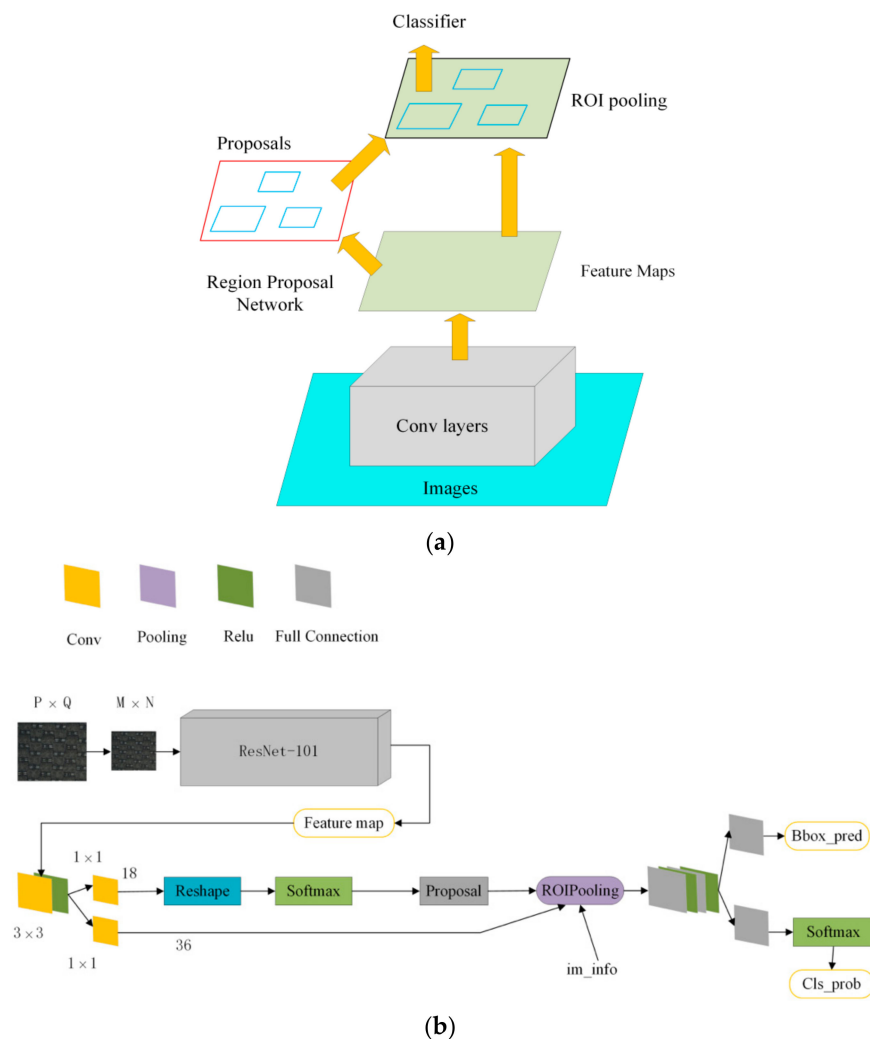 Classifier
ROI pooling
Proposals
Region Proposal
Network
Feature Maps
Conv layers
Images
(a)
Conv
Pooling
Relu
Full Connection
P × Q
M × N
ResNet-101
Feature map
1×1
18
Reshape
Softmax
Proposal
ROIPooling
Bbox_pred
3×3
1×1
36
im_info
Softmax
Cls_prob
(b)